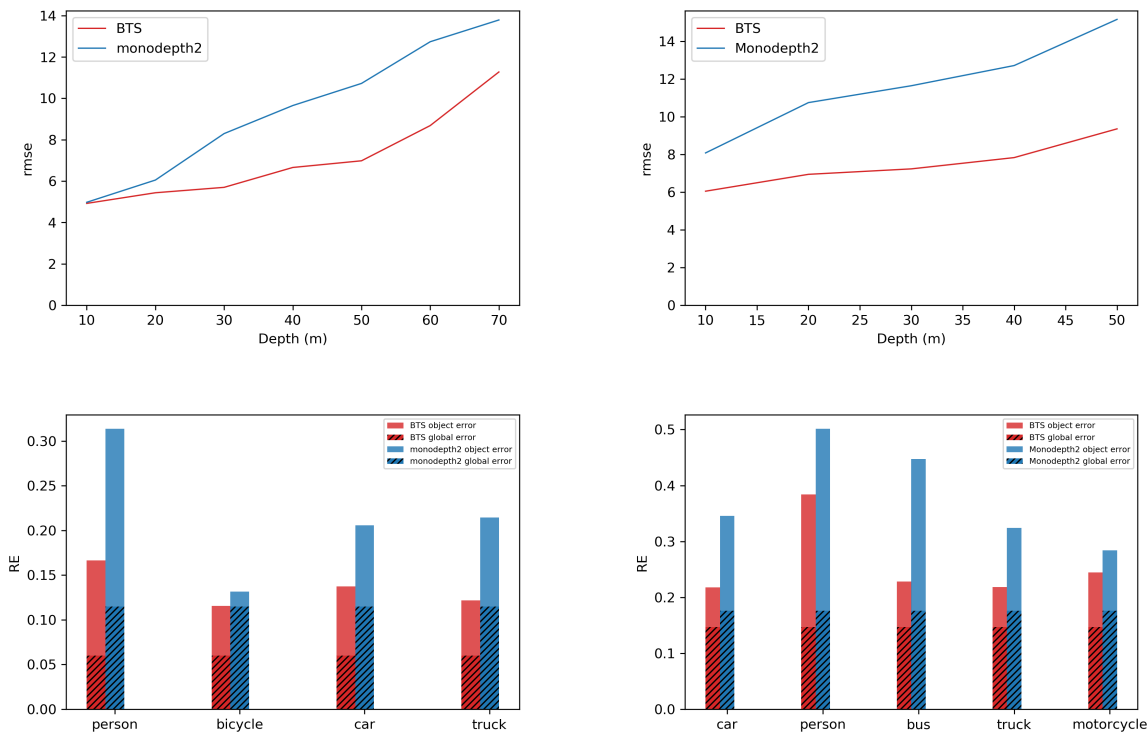 BTS
monodepth2
14
12
10
8
6
4
2
0
rmse
10 20 30 40 50 60 70
Depth (m)
BTS
Monodepth2
14
12
10
8
6
4
2
0
rmse
10 15 20 25 30 35 40 45 50
Depth (m)
BTS object error
BTS global error
monodepth2 object error
monodepth2 global error
0.30
0.25
0.20
0.15
0.10
0.05
0.00
RE
person bicycle car truck
BTS object error
BTS global error
Monodepth2 object error
Monodepth2 global error
0.5
0.4
0.3
0.2
0.1
0.0
RE
car person bus truck motorcycle